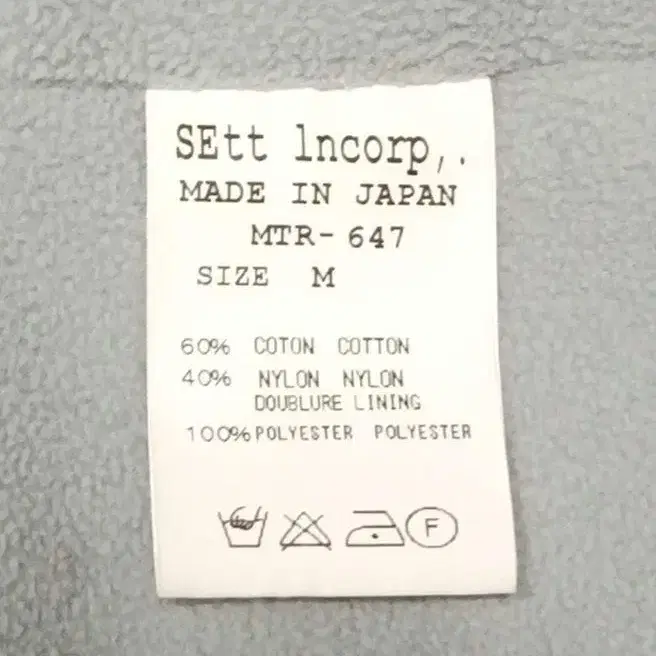 SEtt lncorp,.
MADE IN JAPAN
MTR- 647
SIZE M
60% COTON COTTON
40% NYLON NYLON
DOUBLURE LINING
100% POLYESTER POLYESTER
F